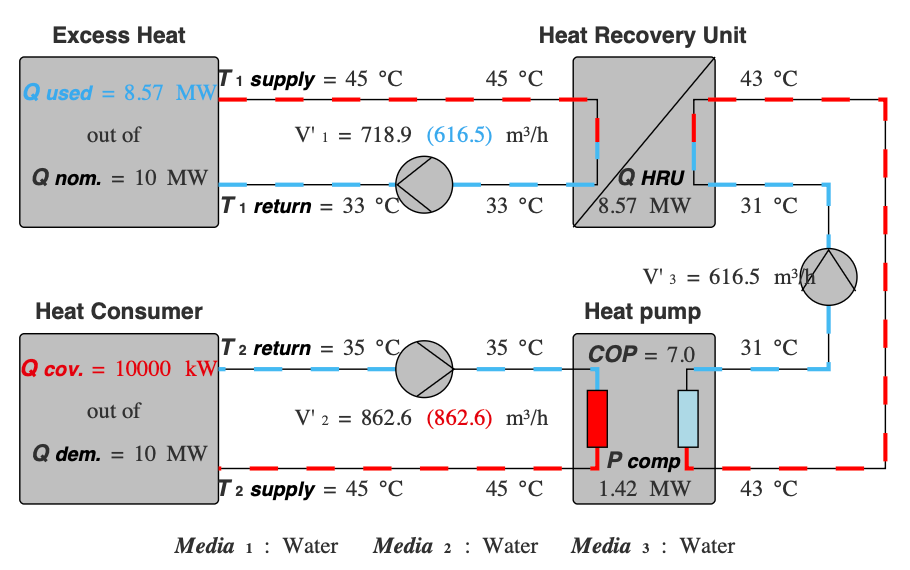 Excess Heat
Heat Recovery Unit
Q used = 8.57 MW
out of
Q nom. = 10 MW
T 1 supply = 45 °C
45 °C
V' 1 = 718.9 (616.5) m³/h
T 1 return = 33 °C
33 °C
Q HRU
8.57 MW
43 °C
31 °C
V' 3 = 616.5 m³/h
Heat Consumer
Heat pump
Q cov. = 10000 kW
out of
Q dem. = 10 MW
T 2 return = 35 °C
35 °C
V' 2 = 862.6 (862.6) m³/h
T 2 supply = 45 °C
45 °C
COP = 7.0
P comp
1.42 MW
31 °C
43 °C
Media 1 : Water Media 2 : Water Media 3 : Water